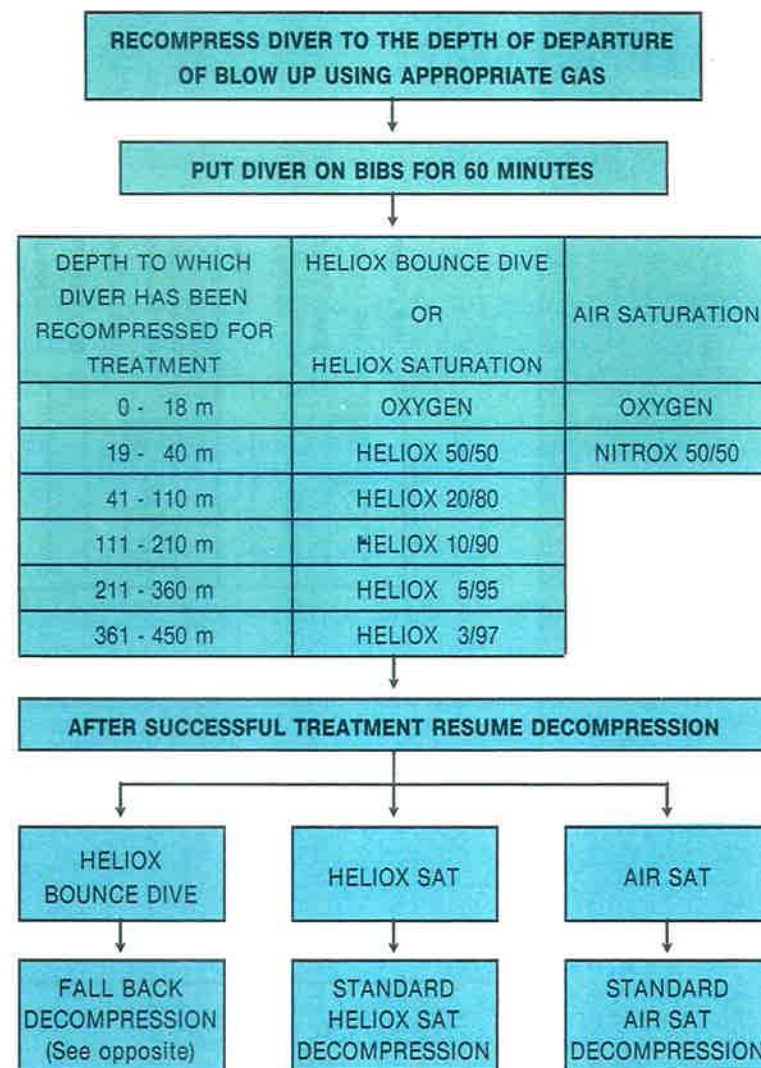 RECOMPRESS DIVER TO THE DEPTH OF DEPARTURE
OF BLOW UP USING APPROPRIATE GAS
PUT DIVER ON BIBS FOR 60 MINUTES
DEPTH TO WHICH
DIVER HAS BEEN
RECOMPRESSED FOR
TREATMENT
HELIOX BOUNCE DIVE
OR
HELIOX SATURATION
AIR SATURATION
0 - 18 m OXYGEN OXYGEN
19 - 40 m HELIOX 50/50 NITROX 50/50
41 - 110 m HELIOX 20/80
111 - 210 m HELIOX 10/90
211 - 360 m HELIOX 5/95
361 - 450 m HELIOX 3/97
AFTER SUCCESSFUL TREATMENT RESUME DECOMPRESSION
HELIOX
BOUNCE DIVE
HELIOX SAT
AIR SAT
FALL BACK
DECOMPRESSION
(See opposite)
STANDARD
HELIOX SAT
DECOMPRESSION
STANDARD
AIR SAT
DECOMPRESSION